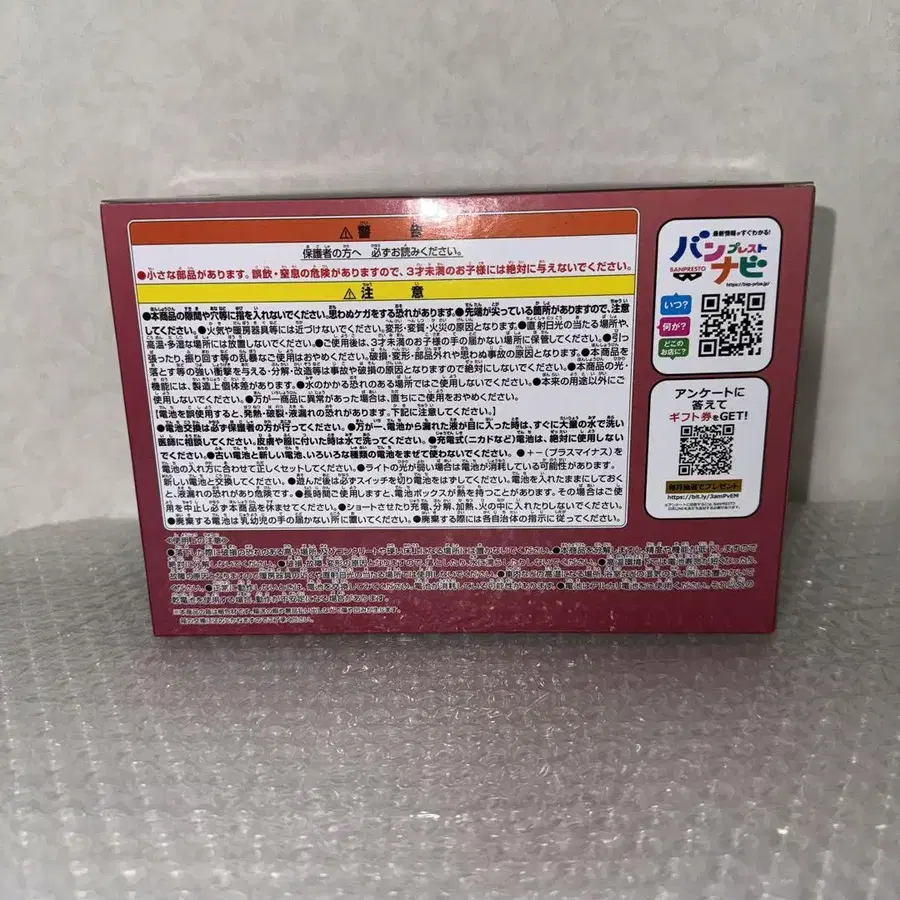 ⚠警 告
保護者の方へ 必ずお読みください。
●小さな部品があります。誤飲・窒息の危険がありますので、3才未満のお子様には絶対に与えないでください。
⚠注 意
●本商品の隙間や穴等に指を入れないでください。思わぬケガをする恐れがあります。●先端が尖っている箇所がありますので、注意
してください。●火気や暖房器具等には近づけないでください。変形・変質・火災の原因となります。●直射日光の当たる場所や、
高温・多湿な場所には放置しないでください。●ご使用後は、3才未満のお子様の手の届かない場所に保管してください。●引っ
張ったり、振り回す等の乱暴なご使用はおやめください。破損・変形・部品外れや思わぬ事故の原因となります。●本商品を
落とす等の強い衝撃を与える・分解・改造等は事故や破損の原因となりますので絶対にしないでください。●本商品の光・
機能には、製造上個体差があります。●水のかかる恐れのある場所ではご使用しないでください。●本来の用途以外にご
使用しないでください。●万が一、本商品に異常があった場合は、直ちにご使用をおやめください。
【電池を誤使用すると、発熱・破裂・液漏れの恐れがあります。下記に注意してください。】
●電池交換は必ず保護者の方が行ってください。●万が一、電池から漏れた液が目に入った時は、すぐに大量の水で洗い
医師に相談してください。皮膚や服に付いた時は水で洗ってください。●充電式(ニカドなど)電池は、絶対に使用しない
でください。●古い電池と新しい電池、いろいろな種類の電池をまぜて使わないでください。●+-(プラスマイナス)を
電池の入れ方に合わせて正しくセットしてください。●ライトの光が弱い場合は電池が消耗している可能性があります。
新しい電池と交換してください。●遊んだ後は必ずスイッチを切り電池をはずしてください。電池を入れたままにしておく
と、液漏れの恐れがあり危険です。●長時間ご使用しますと、電池ボックスが熱を持つことがあります。その場合はご使
用を中止し必ず本商品を休ませてください。●ショートさせたり充電、分解、加熱、火の中に入れたりしないでください。
●廃棄する電池は乳幼児の手の届かない所に置いてください。●廃棄する際には各自治体の指示に従ってください。
最新情報がすぐわかる!
バンプレスト
BANPRESTO
ナビ
https://bsp-prize.jp/
いつ?
何が?
どこの
お店に?
アンケートに
答えて
ギフト券をGET!
毎月抽選でプレゼント
https://bit.ly/3amPvEM